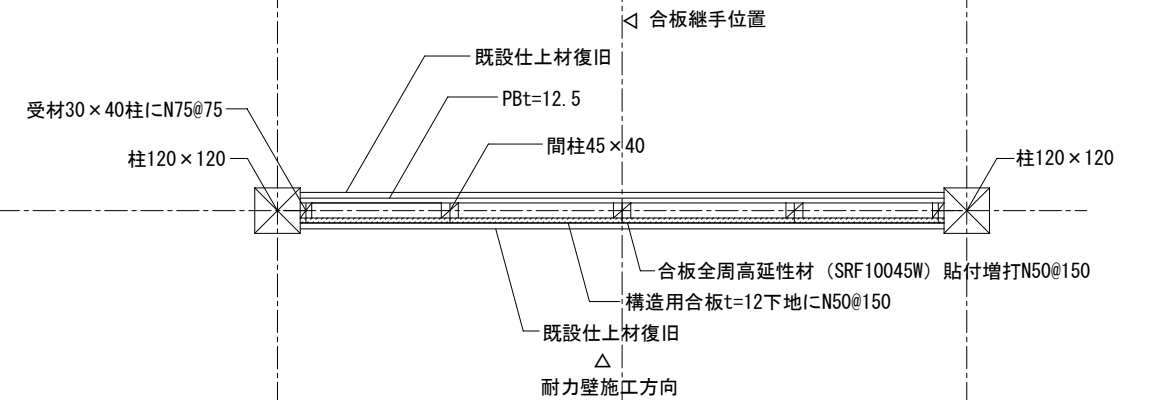 合板継手位置
既設仕上材復旧
PBt=12.5
受材30×40柱にN75@75
間柱45×40
柱120×120
柱120×120
合板全周高延性材（SRF10045W）貼付増打N50@150
構造用合板t=12下地にN50@150
既設仕上材復旧
耐力壁施工方向